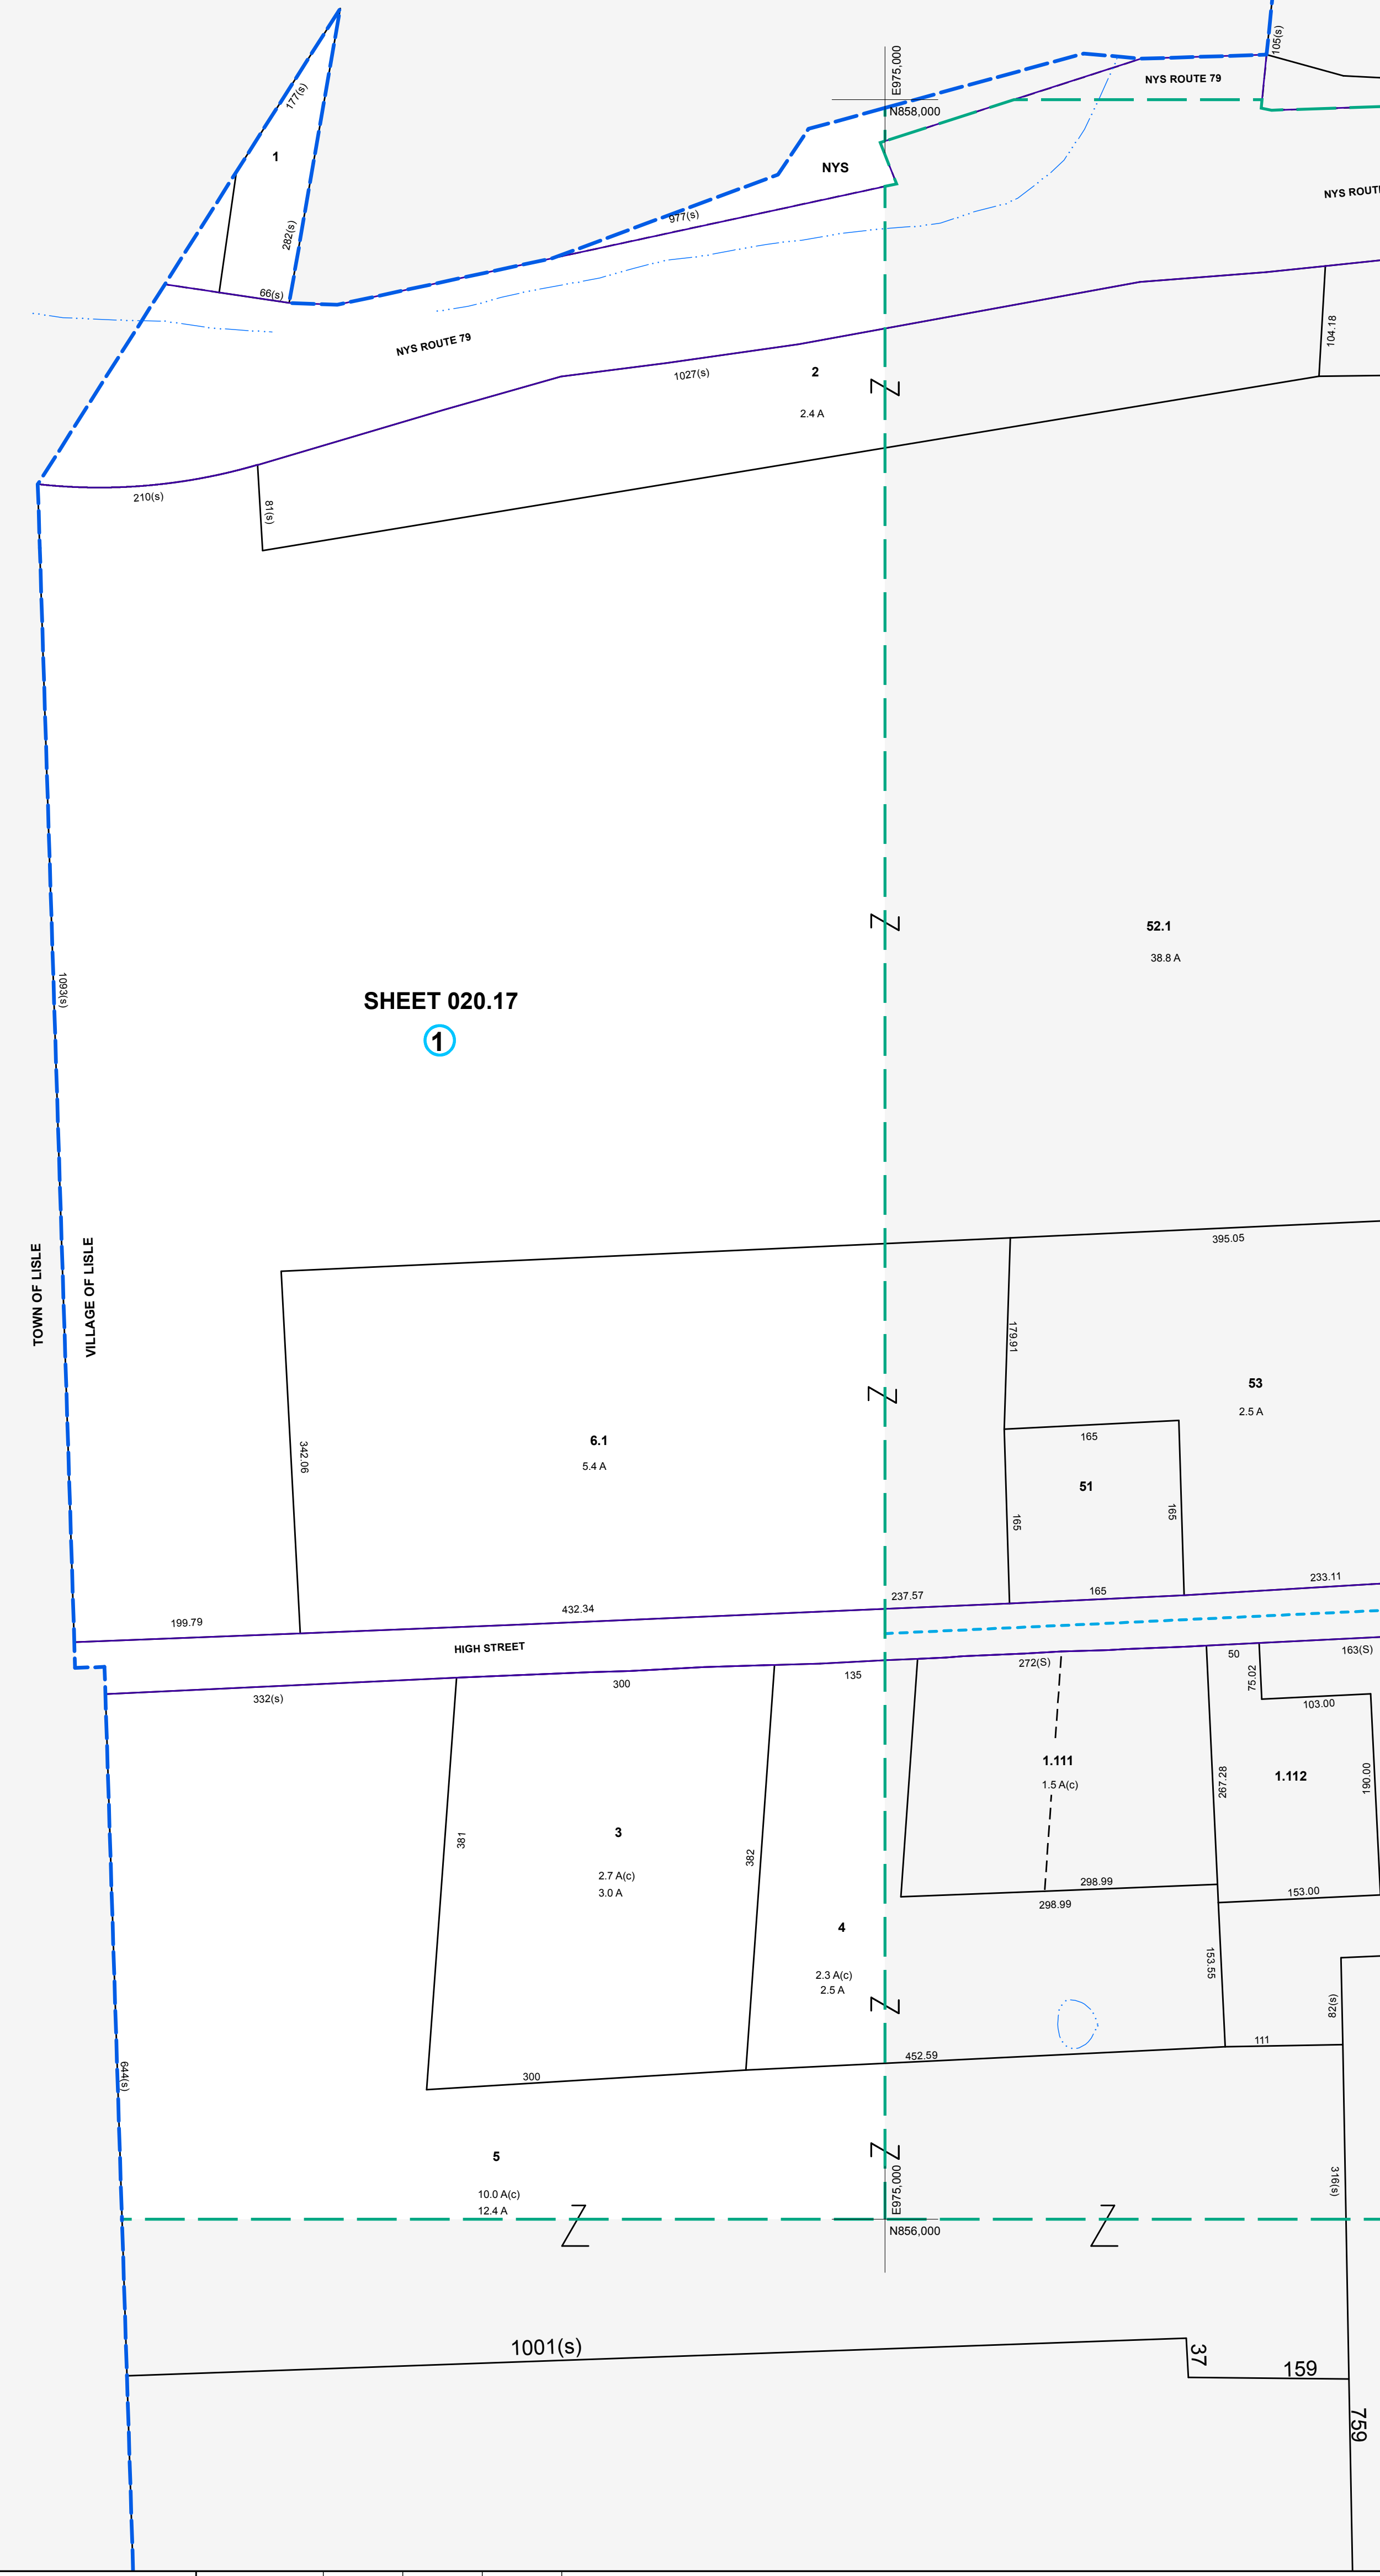 105(s)
E975,000
NYS ROUTE 79
177(s)
N858,000
1
NYS
NYS ROUT
977(s)
282(s)
66(s)
NYS ROUTE 79
104.18
1027(s)
2
2.4 A
210(s)
81(s)
52.1
38.8 A
1093(s)
SHEET 020.17
1
TOWN OF LISLE
VILLAGE OF LISLE
395.05
179.91
53
2.5 A
342.06
6.1
5.4 A
165
51
165
165
233.11
165
237.57
432.34
199.79
HIGH STREET
332(s)
300
135
272(S)
50
163(S)
75.02
103.00
1.111
1.5 A(c)
267.28
1.112
190.00
381
3
2.7 A(c)
3.0 A
382
298.99
298.99
153.00
4
2.3 A(c)
2.5 A
153.55
82(s)
111
452.59
644(s)
300
5
10.0 A(c)
12.4 A
E975,000
N856,000
316(s)
1001(s)
37
159
759